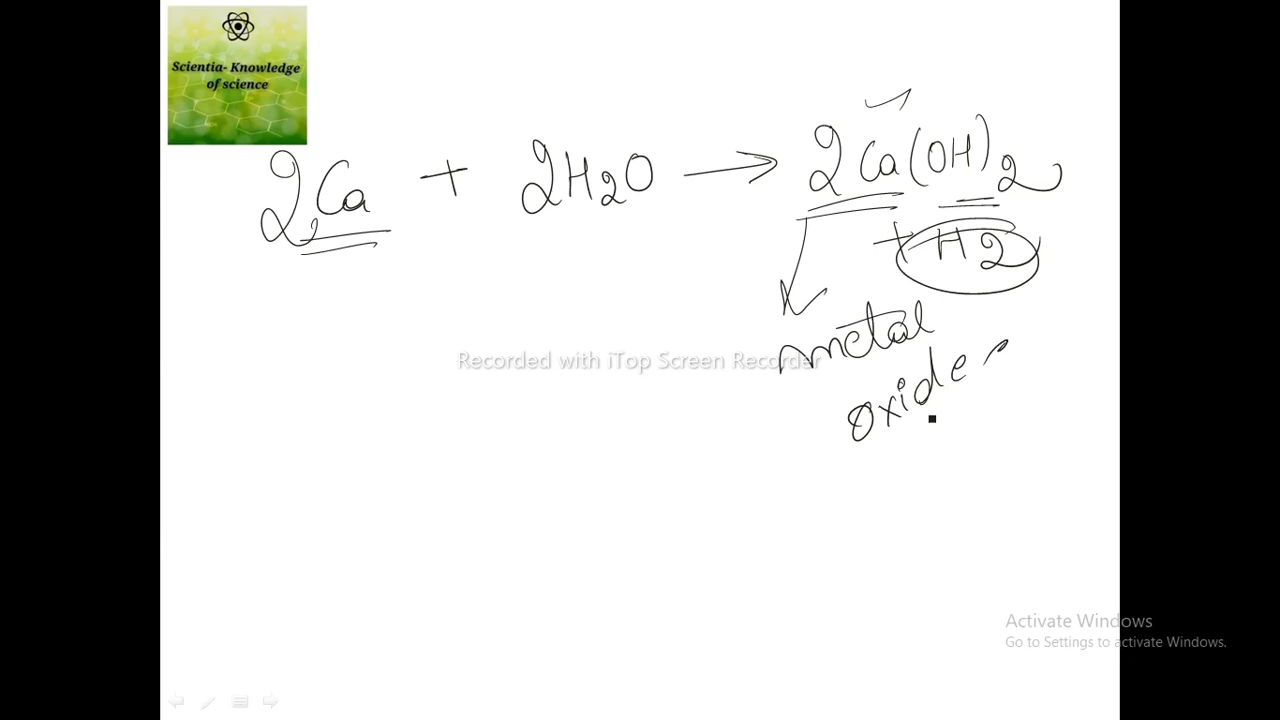 Scientia- Knowledge
of science
2Ca + 2H2O → 2Ca(OH)2
+ H2
metal
oxide
Recorded with iTop Screen Recorder
Activate Windows
Go to Settings to activate Windows.